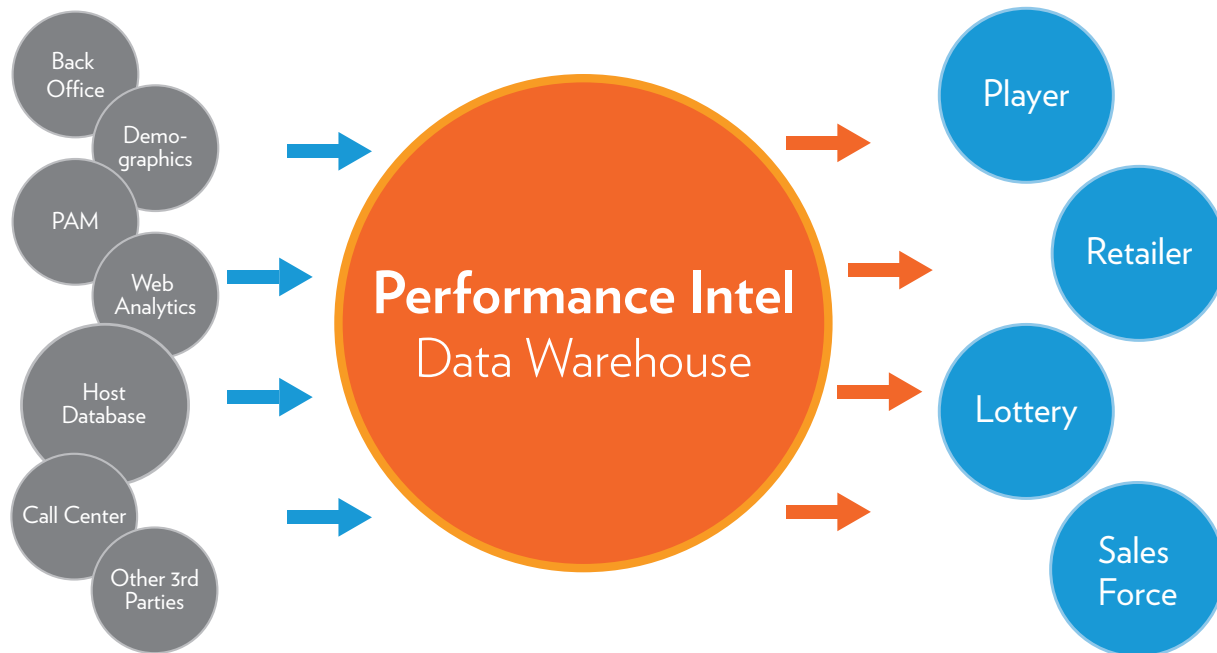 Back
Office
Demo-
graphics
PAM
Web
Analytics
Host
Database
Call Center
Other 3rd
Parties
Performance Intel
Data Warehouse
Player
Retailer
Lottery
Sales
Force